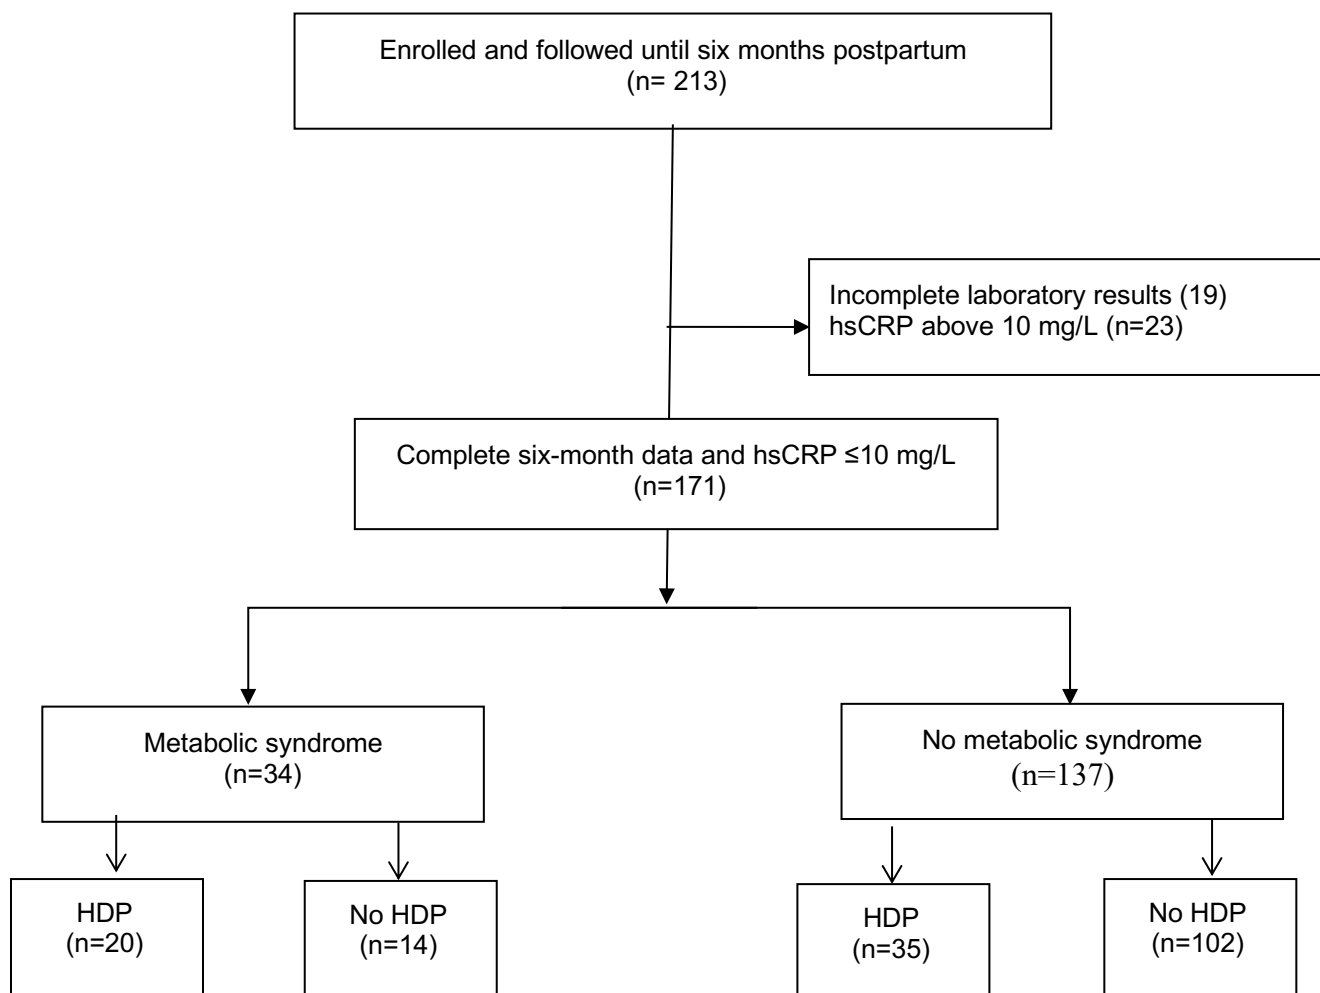 Enrolled and followed until six months postpartum
(n= 213)
Incomplete laboratory results (19)
hsCRP above 10 mg/L (n=23)
Complete six-month data and hsCRP ≤10 mg/L
(n=171)
Metabolic syndrome
(n=34)
No metabolic syndrome
(n=137)
HDP
(n=20)
No HDP
(n=14)
HDP
(n=35)
No HDP
(n=102)